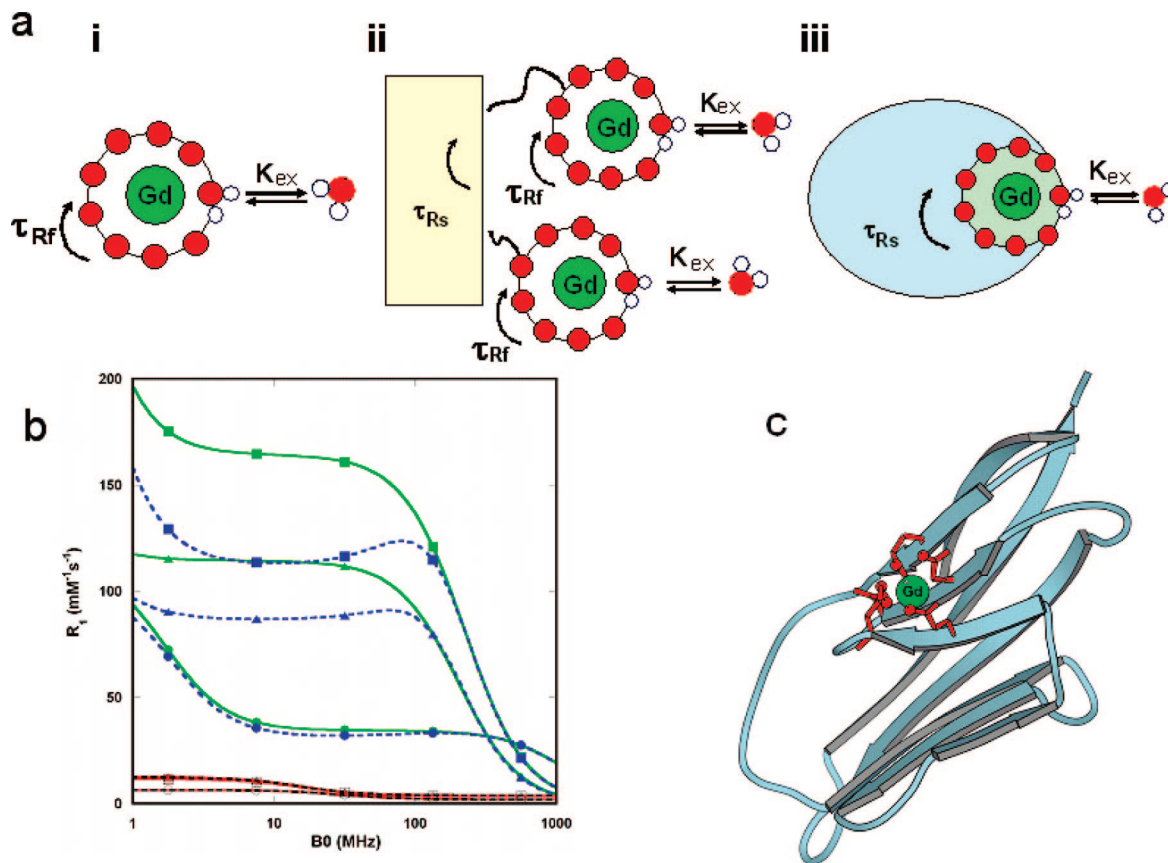 a
i
ii
iii
Gd
Kex
τRf
τRs
Gd
Kex
τRf
Gd
Kex
τRf
τRs
Gd
Kex
b
R1 (mM-1s-1)
200
150
100
50
0
1
10
100
1000
B0 (MHz)
c
Gd